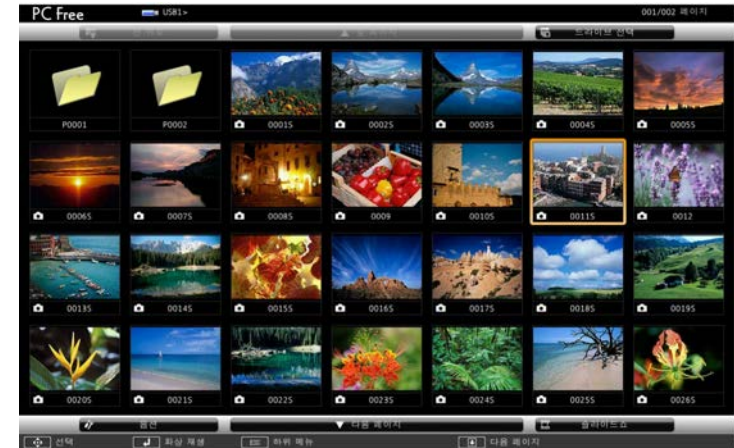 PC Free USB1> 001/002 페이지
드라이브 선택
P0001 P0002 0001S 0002S 0003S 0004S 0005S
0006S 0007S 0008S 0009 0010S 0011S 0012
0013S 0014S 0015S 0016S 0017S 0018S 0019S
0020S 0021S 0022S 0023S 0024S 0025S 0026S
옵션 ▼ 다음 페이지 슬라이드쇼
선택 화상 재생 ESC 하위 메뉴 다음 페이지